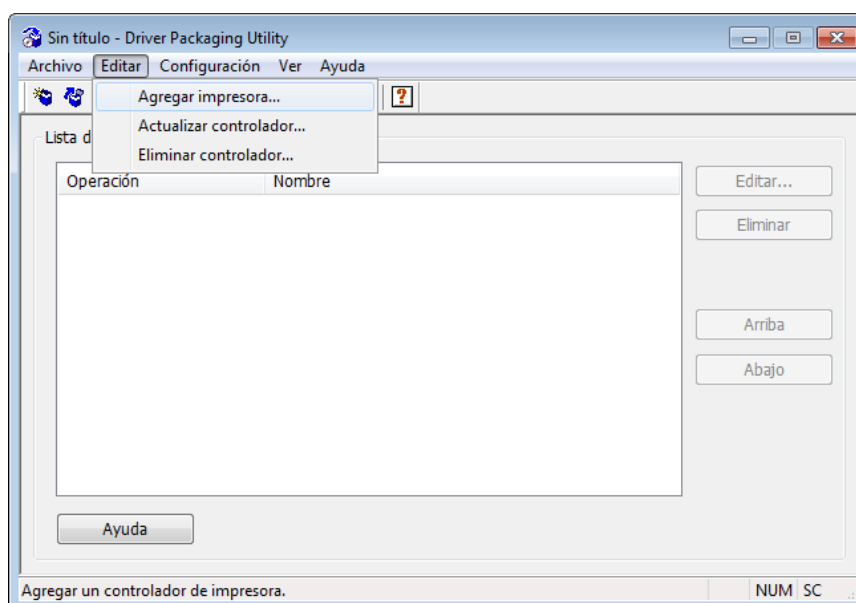 Sin título - Driver Packaging Utility
Archivo Editar Configuración Ver Ayuda
Agregar impresora...
Actualizar controlador...
Eliminar controlador...
Lista d
Operación Nombre
Editar...
Eliminar
Arriba
Abajo
Ayuda
Agregar un controlador de impresora. NUM SC